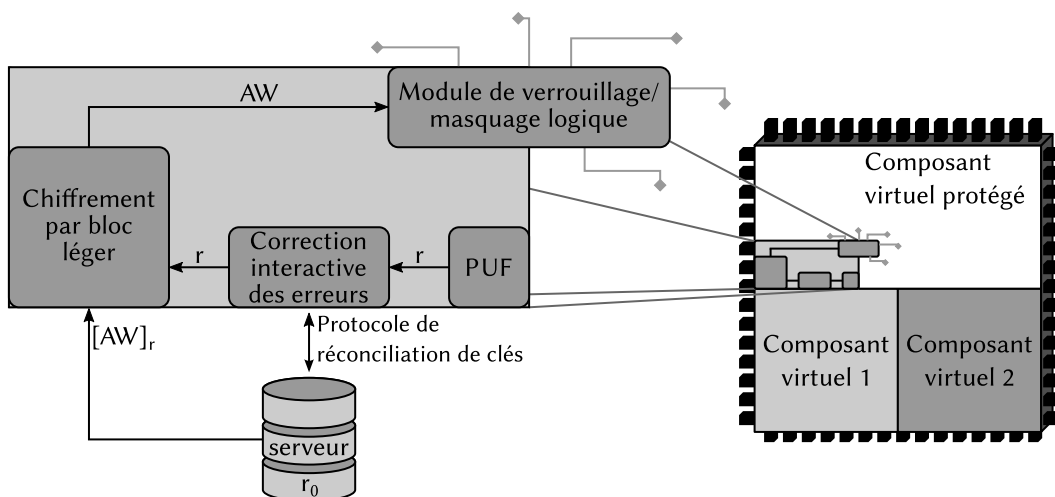 AW
Module de verrouillage/
masquage logique
Chiffrement
par bloc
léger
r
Correction
interactive
des erreurs
r
PUF
[AW]r
Protocole de
réconciliation de clés
serveur
r0
Composant
virtuel protégé
Composant
virtuel 1
Composant
virtuel 2